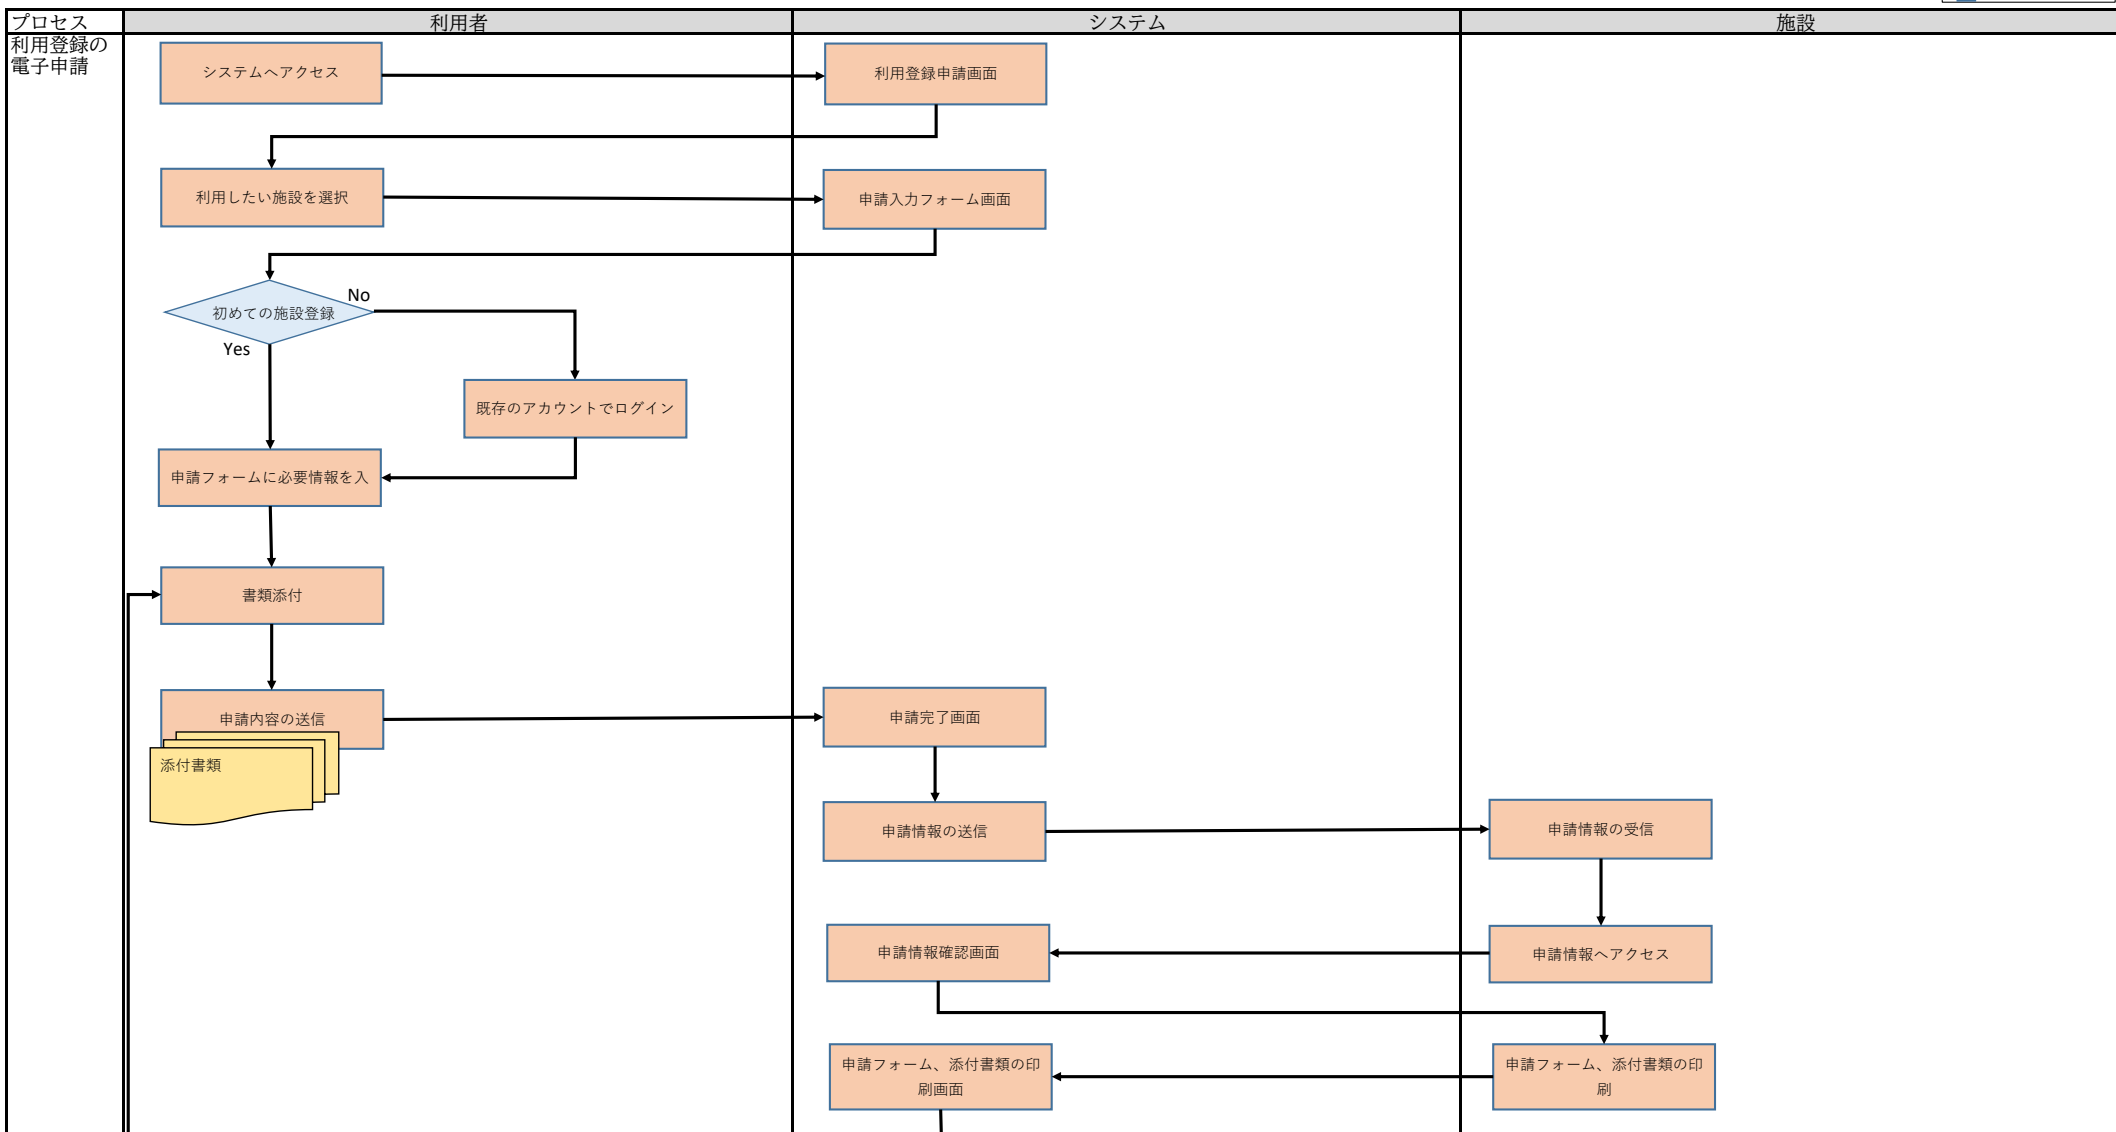 プロセス
利用者
システム
施設
利用登録の
電子申請
システムへアクセス
利用登録申請画面
利用したい施設を選択
申請入力フォーム画面
初めての施設登録
No
Yes
既存のアカウントでログイン
申請フォームに必要情報を入
書類添付
申請内容の送信
添付書類
申請完了画面
申請情報の送信
申請情報の受信
申請情報確認画面
申請情報へアクセス
申請フォーム、添付書類の印
刷画面
申請フォーム、添付書類の印
刷